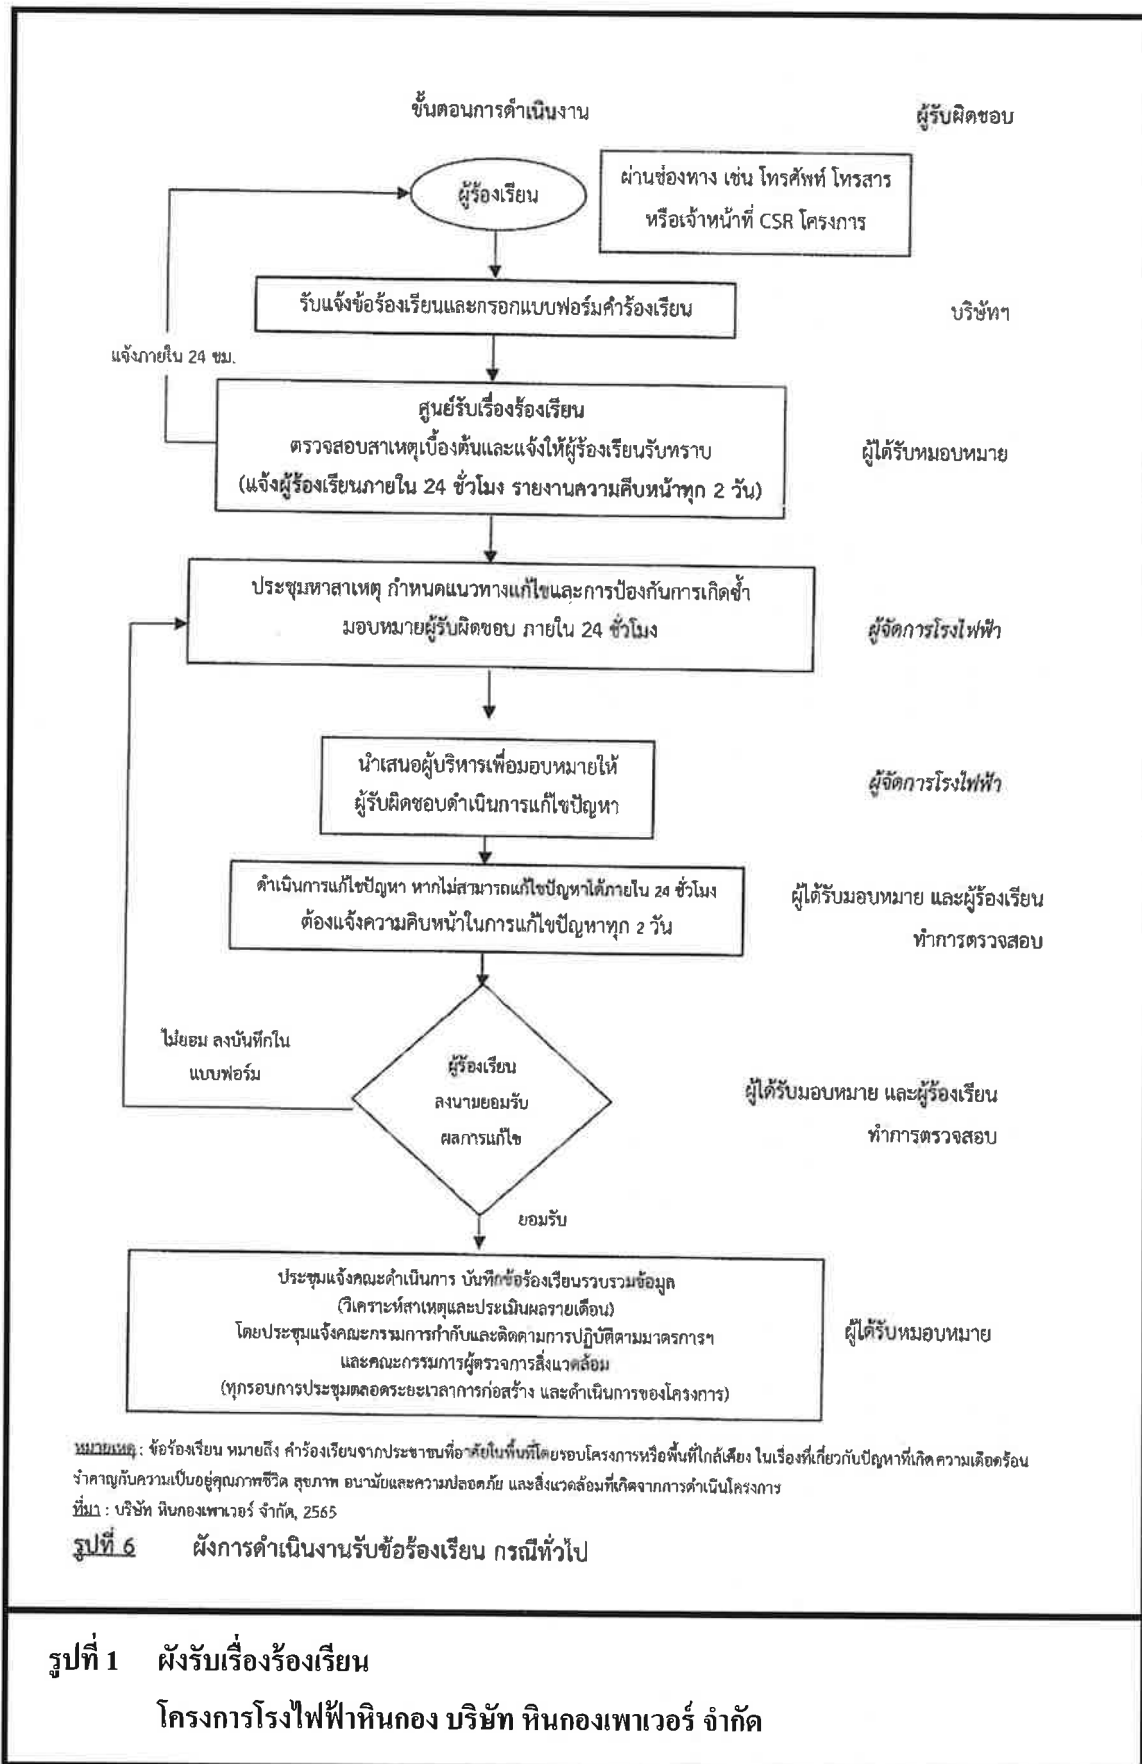 ขั้นตอนการดำเนินงาน
ผู้รับผิดชอบ
ผู้ร้องเรียน
ผ่านช่องทาง เช่น โทรศัพท์ โทรสาร
หรือเจ้าหน้าที่ CSR โครงการ
รับแจ้งข้อร้องเรียนและกรอกแบบฟอร์มคำร้องเรียน
บริษัทฯ
แจ้งภายใน 24 ชม.
ศูนย์รับเรื่องร้องเรียน
ตรวจสอบสาเหตุเบื้องต้นและแจ้งให้ผู้ร้องเรียนรับทราบ
(แจ้งผู้ร้องเรียนภายใน 24 ชั่วโมง รายงานความคืบหน้าทุก 2 วัน)
ผู้ได้รับหมอบหมาย
ประชุมหาสาเหตุ กำหนดแนวทางแก้ไขและการป้องกันการเกิดซ้ำ
มอบหมายผู้รับผิดชอบ ภายใน 24 ชั่วโมง
ผู้จัดการโรงไฟฟ้า
นำเสนอผู้บริหารเพื่อมอบหมายให้
ผู้รับผิดชอบดำเนินการแก้ไขปัญหา
ผู้จัดการโรงไฟฟ้า
ดำเนินการแก้ไขปัญหา หากไม่สามารถแก้ไขปัญหาได้ภายใน 24 ชั่วโมง
ต้องแจ้งความคืบหน้าในการแก้ไขปัญหาทุก 2 วัน
ผู้ได้รับมอบหมาย และผู้ร้องเรียน
ทำการตรวจสอบ
ไม่ยอม ลงบันทึกใน
แบบฟอร์ม
ผู้ร้องเรียน
ลงนามยอมรับ
ผลการแก้ไข
ผู้ได้รับมอบหมาย และผู้ร้องเรียน
ทำการตรวจสอบ
ยอมรับ
ประชุมแจ้งคณะดำเนินการ บันทึกข้อร้องเรียนรวบรวมข้อมูล
(วิเคราะห์สาเหตุและประเมินผลรายเดือน)
โดยประชุมแจ้งคณะกรรมการกำกับและติดตามการปฏิบัติตามมาตรการฯ
และคณะกรรมการผู้ตรวจการสิ่งแวดล้อม
(ทุกรอบการประชุมตลอดระยะเวลาการก่อสร้าง และดำเนินการของโครงการ)
ผู้ได้รับหมอบหมาย
หมายเหตุ : ข้อร้องเรียน หมายถึง คำร้องเรียนจากประชาชนที่อาศัยในพื้นที่โดยรอบโครงการหรือพื้นที่ใกล้เคียง ในเรื่องที่เกี่ยวกับปัญหาที่เกิดความเดือดร้อน
รำคาญกับความเป็นอยู่คุณภาพชีวิต สุขภาพ อนามัยและความปลอดภัย และสิ่งแวดล้อมที่เกิดจากการดำเนินโครงการ
ที่มา : บริษัท หินกองเพาเวอร์ จำกัด, 2565
รูปที่ 6 ผังการดำเนินงานรับข้อร้องเรียน กรณีทั่วไป
รูปที่ 1 ผังรับเรื่องร้องเรียน
โครงการโรงไฟฟ้าหินกอง บริษัท หินกองเพาเวอร์ จำกัด